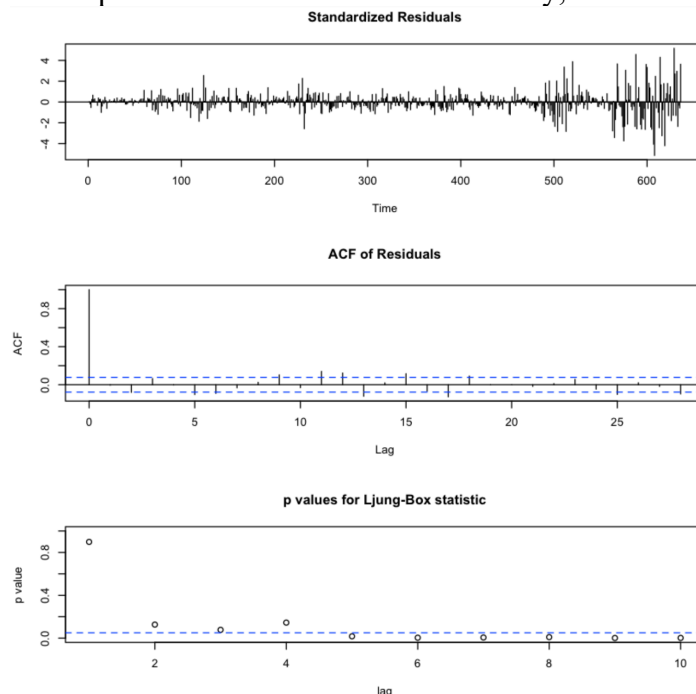 Standardized Residuals
4
2
0
-2
-4
0 100 200 300 400 500 600
Time
ACF of Residuals
ACF
0.8
0.4
0.0
0 5 10 15 20 25
Lag
p values for Ljung-Box statistic
p value
0.8
0.4
0.0
2 4 6 8 10
lag